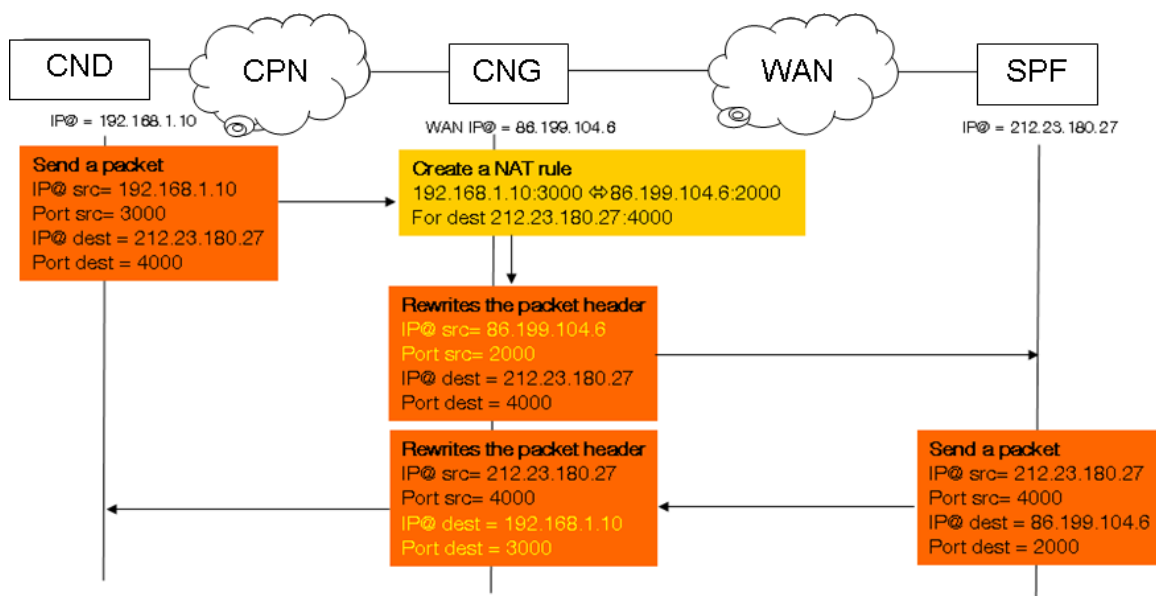 CND
CPN
CNG
WAN
SPF
IP@ = 192.168.1.10
WAN IP@ = 86.199.104.6
IP@ = 212.23.180.27
Send a packet
IP@ src= 192.168.1.10
Port src= 3000
IP@ dest = 212.23.180.27
Port dest = 4000
Create a NAT rule
192.168.1.10:3000 ⇔86.199.104.6:2000
For dest 212.23.180.27:4000
Rewrites the packet header
IP@ src= 86.199.104.6
Port src= 2000
IP@ dest = 212.23.180.27
Port dest = 4000
Rewrites the packet header
IP@ src= 212.23.180.27
Port src= 4000
IP@ dest = 192.168.1.10
Port dest = 3000
Send a packet
IP@ src= 212.23.180.27
Port src= 4000
IP@ dest = 86.199.104.6
Port dest = 2000